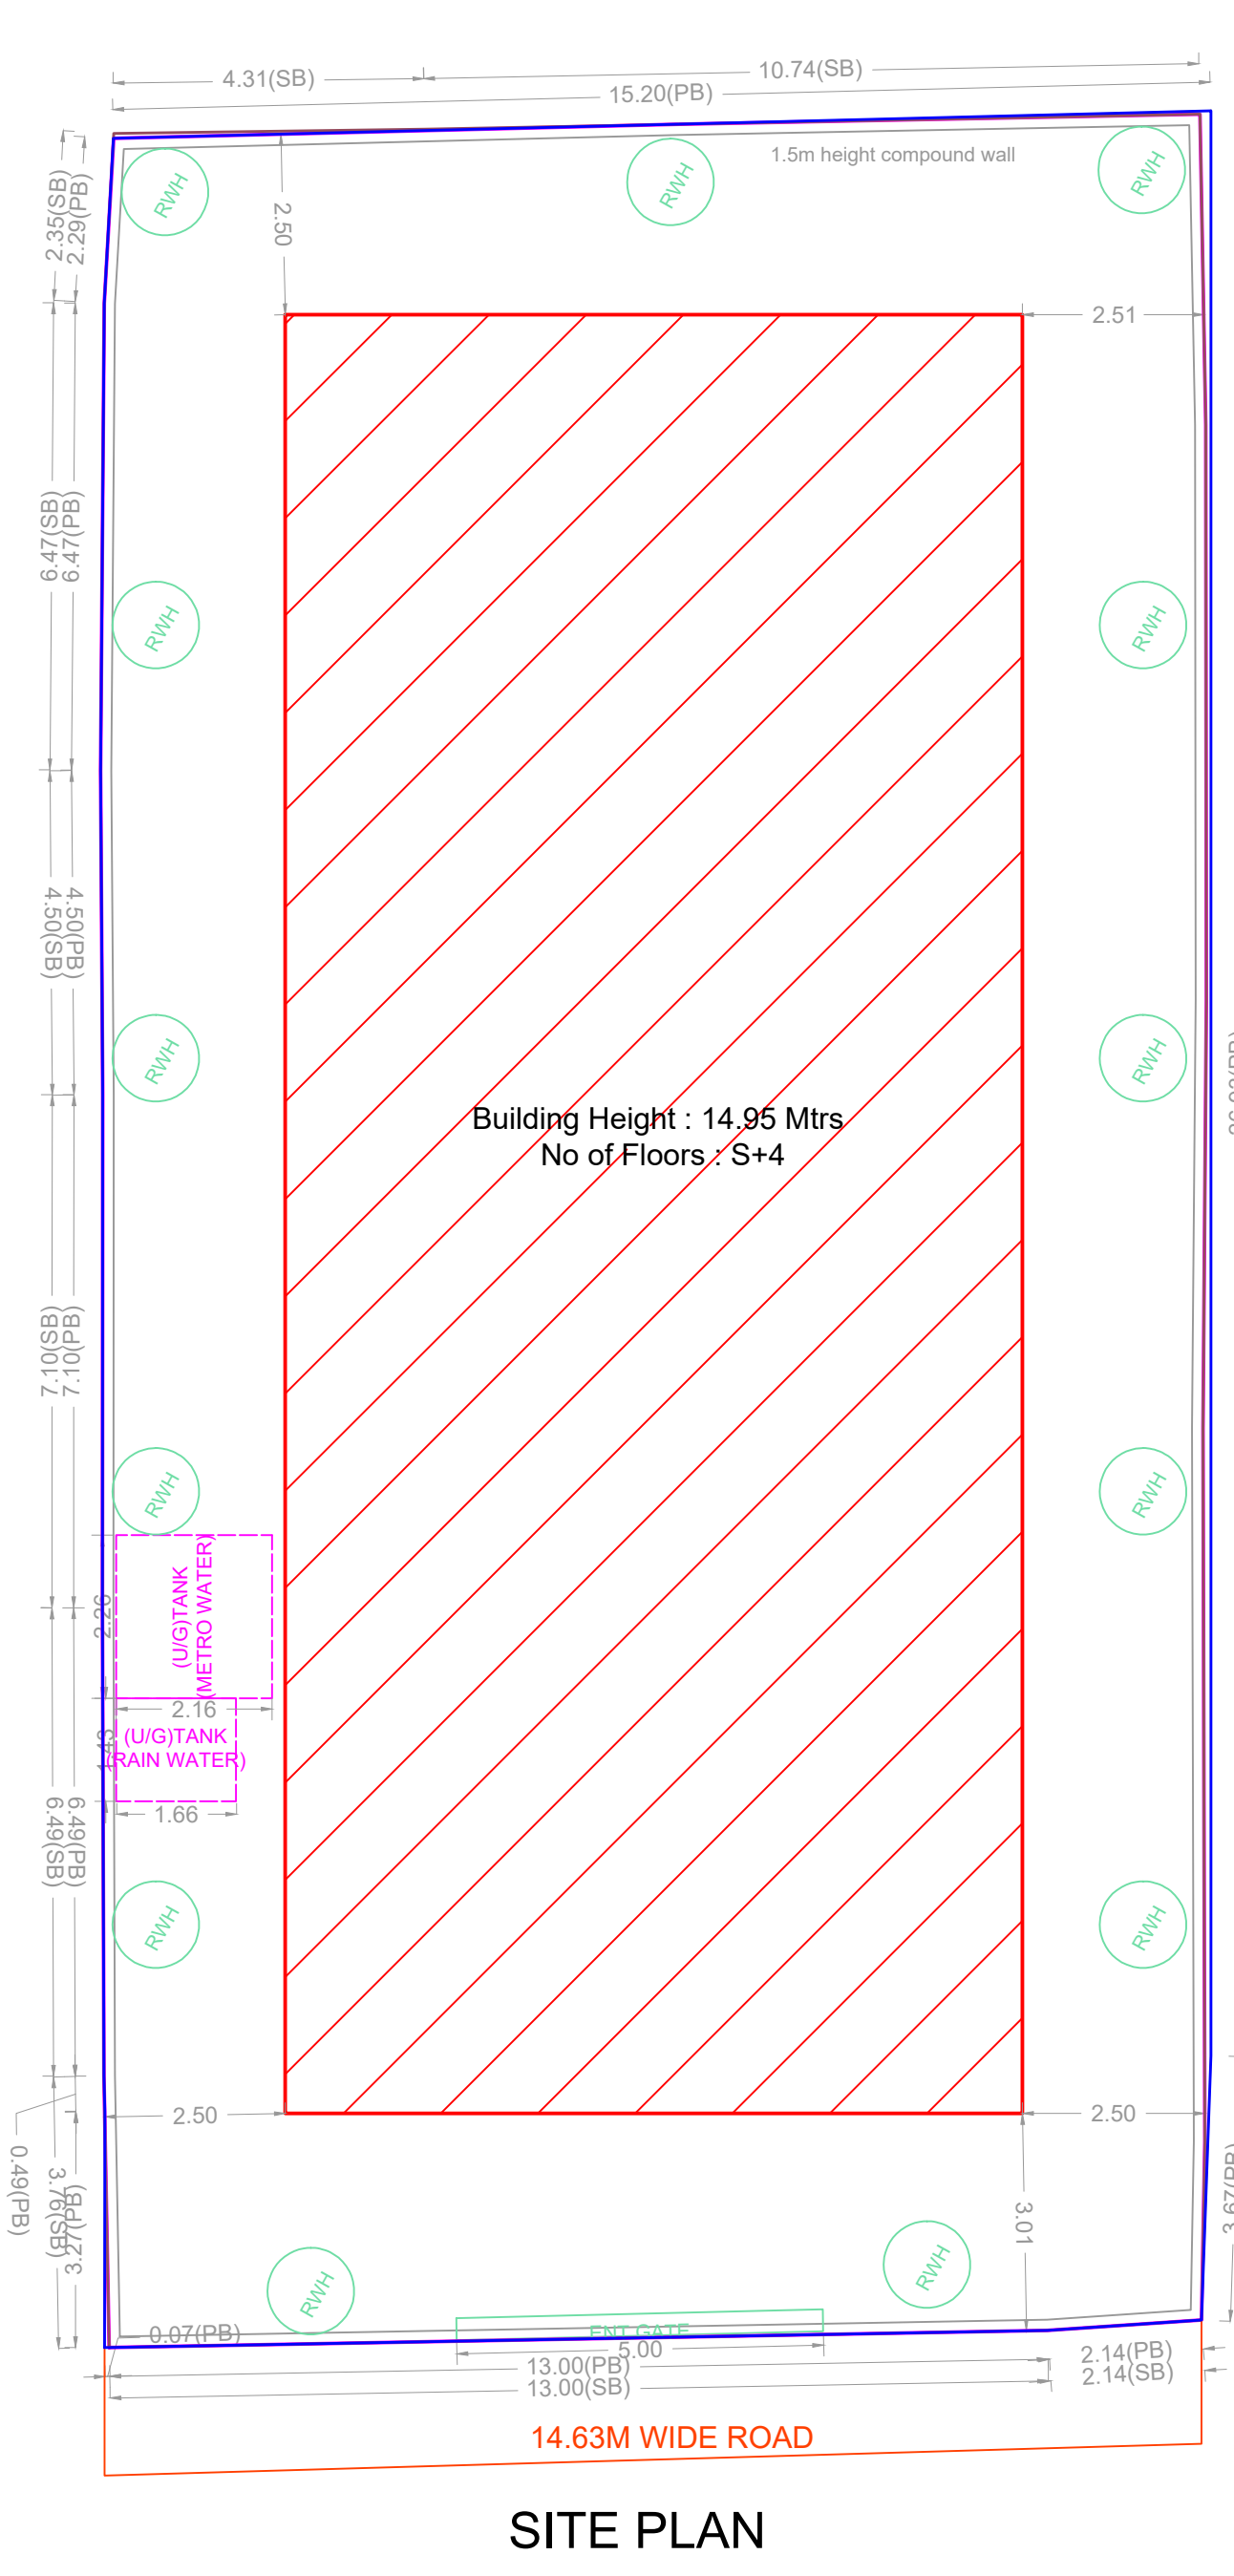 4.31(SB)
10.74(SB)
15.20(PB)
1.5m height compound wall
RWH
RWH
RWH
2.35(SB)
2.29(PB)
2.50
2.51
6.47(SB)
6.47(PB)
RWH
RWH
4.50(PB)
4.50(SB)
RWH
RWH
Building Height : 14.95 Mtrs
No of Floors : S+4
7.10(SB)
7.10(PB)
RWH
RWH
(U/G)TANK
(METRO WATER)
2.26
2.16
(U/G)TANK
(RAIN WATER)
1.66
6.49(PB)
6.49(SB)
RWH
RWH
2.50
2.50
0.49(PB)
3.76(SB)
3.27(PB)
3.01
RWH
RWH
0.07(PB)
ENT GATE
5.00
13.00(PB)
13.00(SB)
2.14(PB)
2.14(SB)
14.63M WIDE ROAD
SITE PLAN